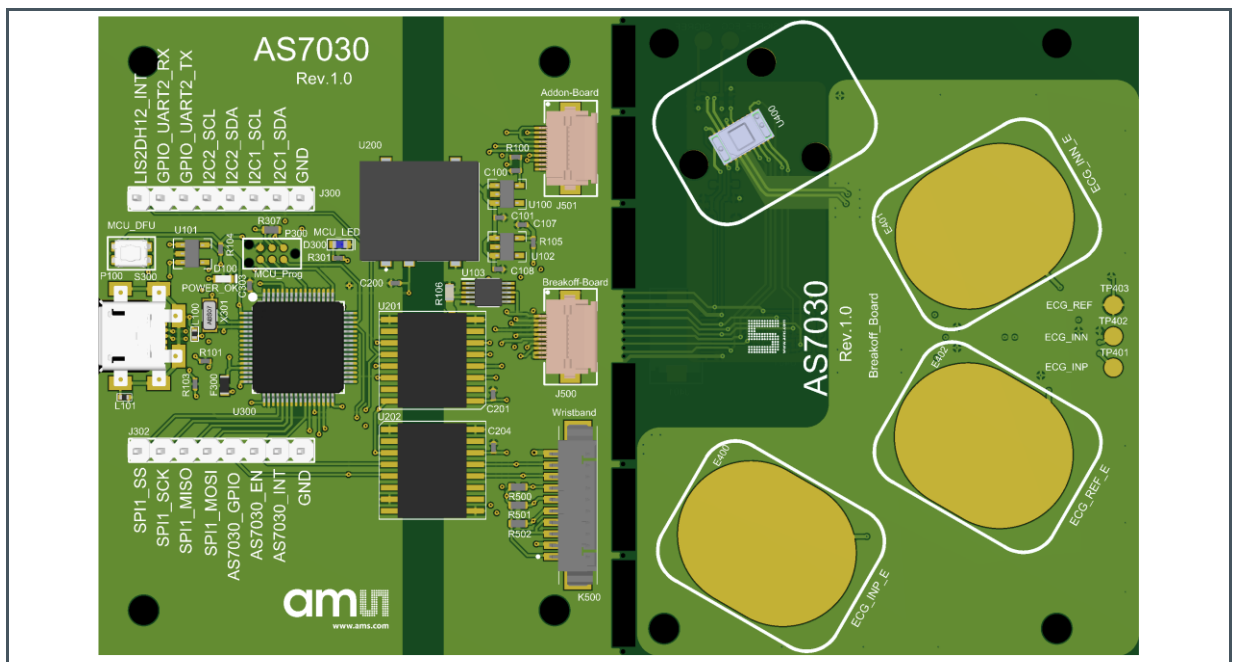 AS7030
Rev.1.0
LIS2DH12_INT
GPIO_UART2_RX
GPIO_UART2_TX
I2C2_SCL
I2C2_SDA
I2C1_SCL
I2C1_SDA
GND
J300
U200
Addon-Board
J501
R100
C100
U100
C101
C107
R105
U102
C108
MCU_DFU
U101
R104
R307
P300
MCU_LED
D300
R301
MCU_Prog
P100
S300
D100
POWER_OK
C303
X301
L100
C200
U103
R106
Breakoff-Board
J500
U201
C201
R101
R103
F300
L101
U300
U202
C204
Wristband
R500
R501
R502
K500
J302
SPI1_SS
SPI1_SCK
SPI1_MISO
SPI1_MOSI
AS7030_GPIO
AS7030_EN
AS7030_INT
GND
am
www.ams.com
U400
AS7030
Rev.1.0
Breakoff_Board
E401
ECG_INN_E
TP403
ECG_REF
TP402
ECG_INN
TP401
ECG_INP
E402
ECG_REF_E
E400
ECG_INP_E